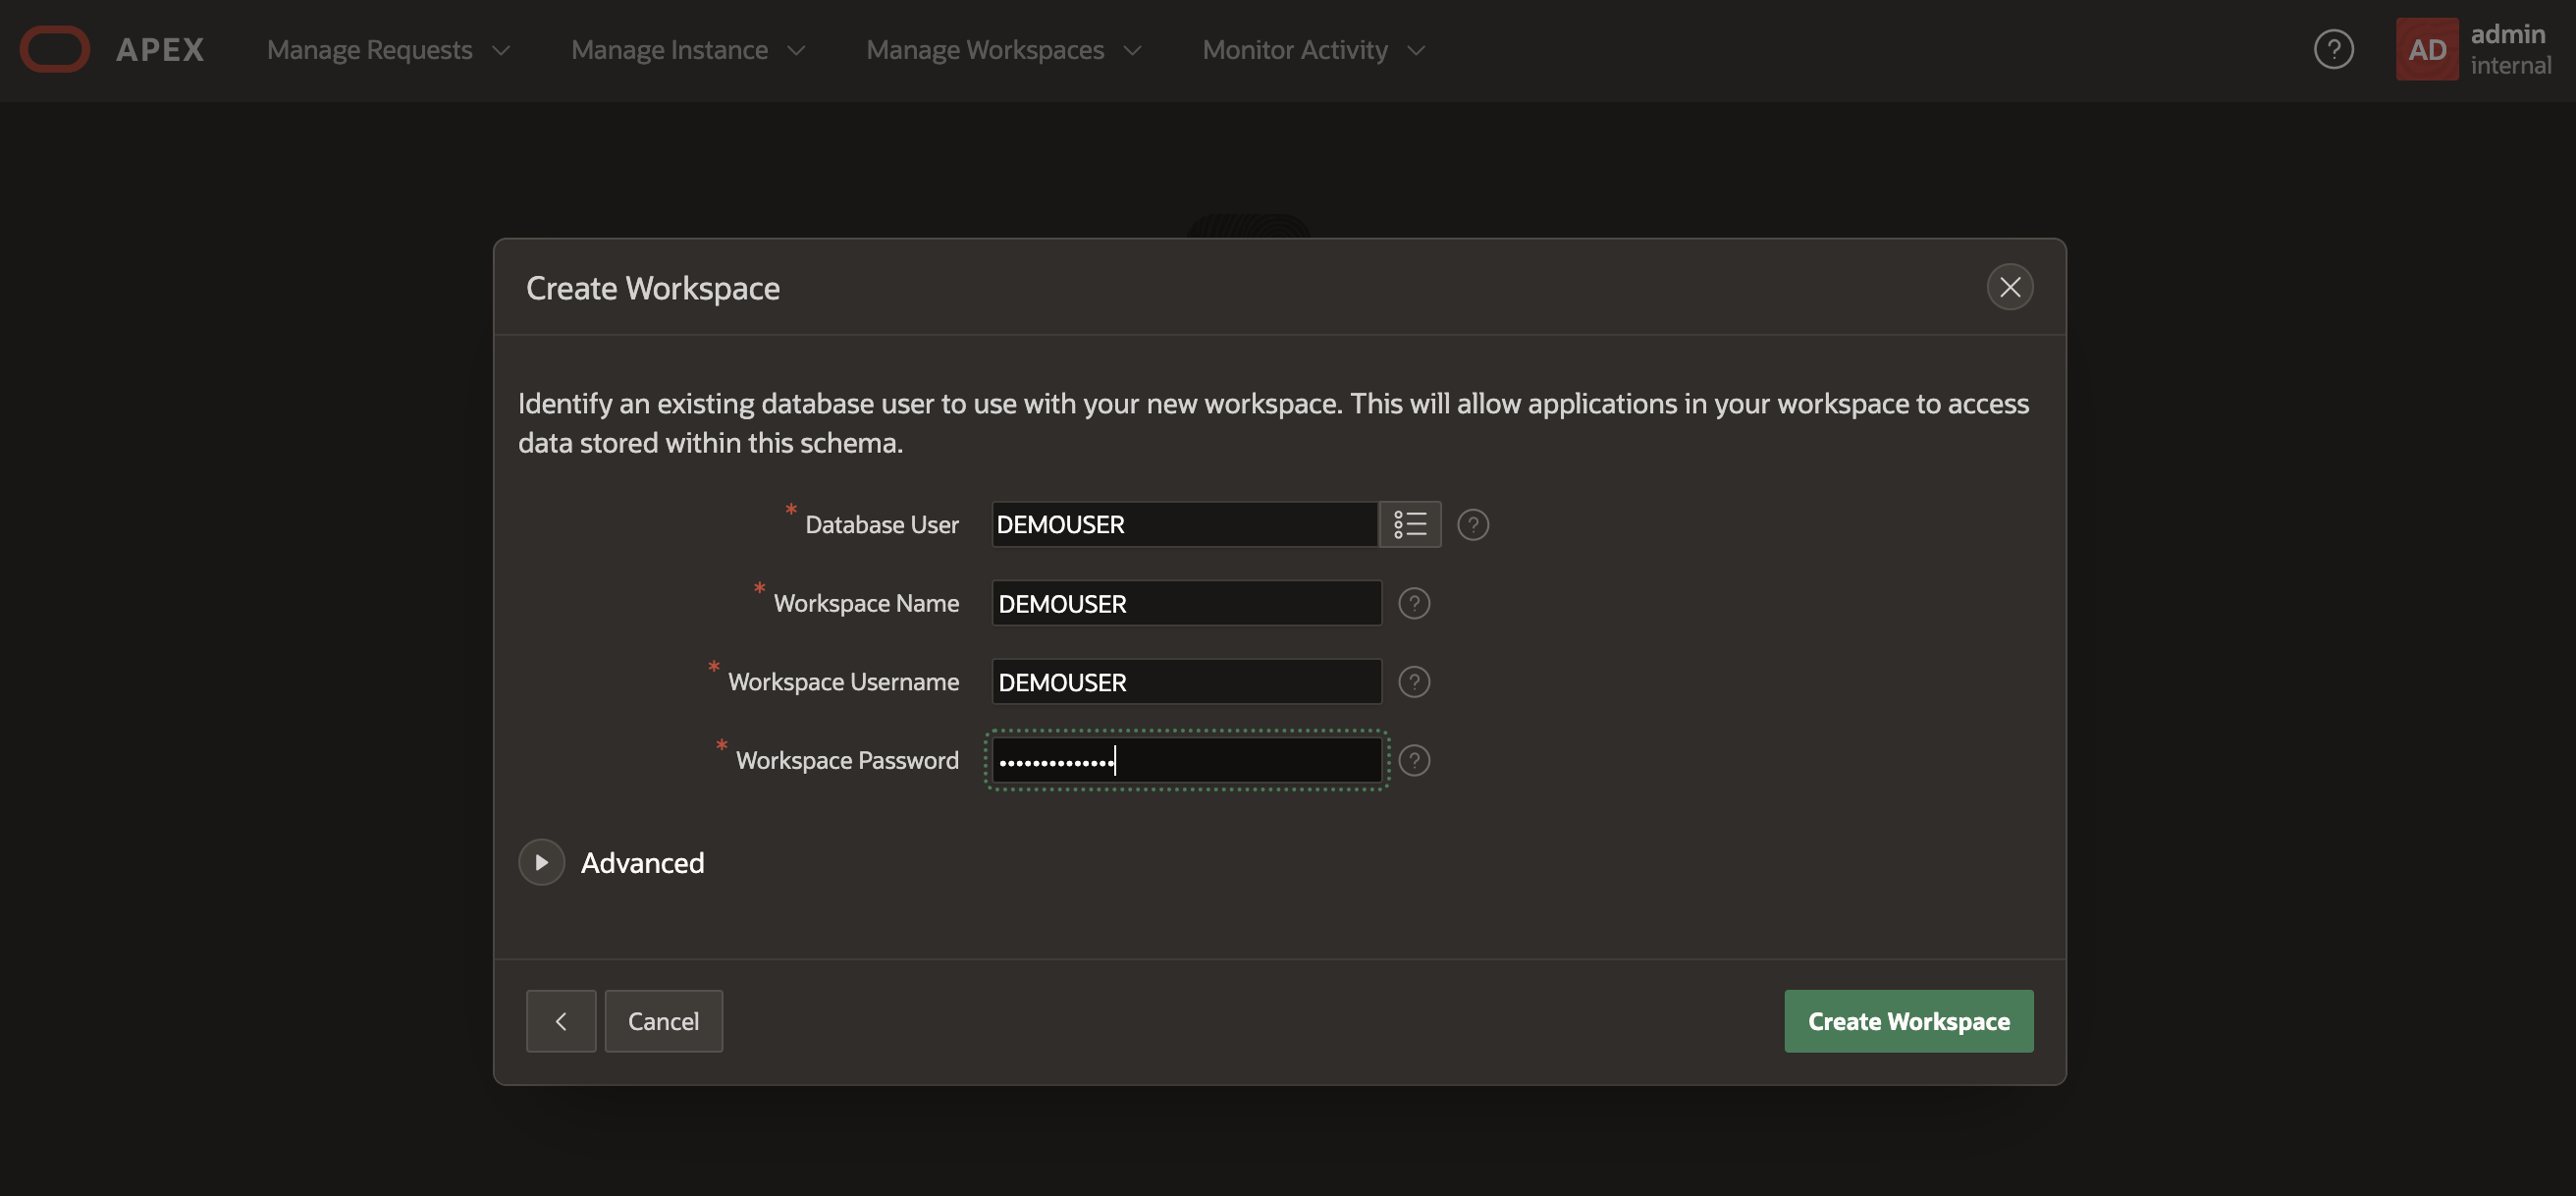 APEX Manage Requests Manage Instance Manage Workspaces Monitor Activity ? AD admin
internal
Create Workspace
Identify an existing database user to use with your new workspace. This will allow applications in your workspace to access
data stored within this schema.
* Database User DEMOUSER ?
* Workspace Name DEMOUSER ?
* Workspace Username DEMOUSER ?
* Workspace Password •••••••••••••• ?
Advanced
Cancel Create Workspace